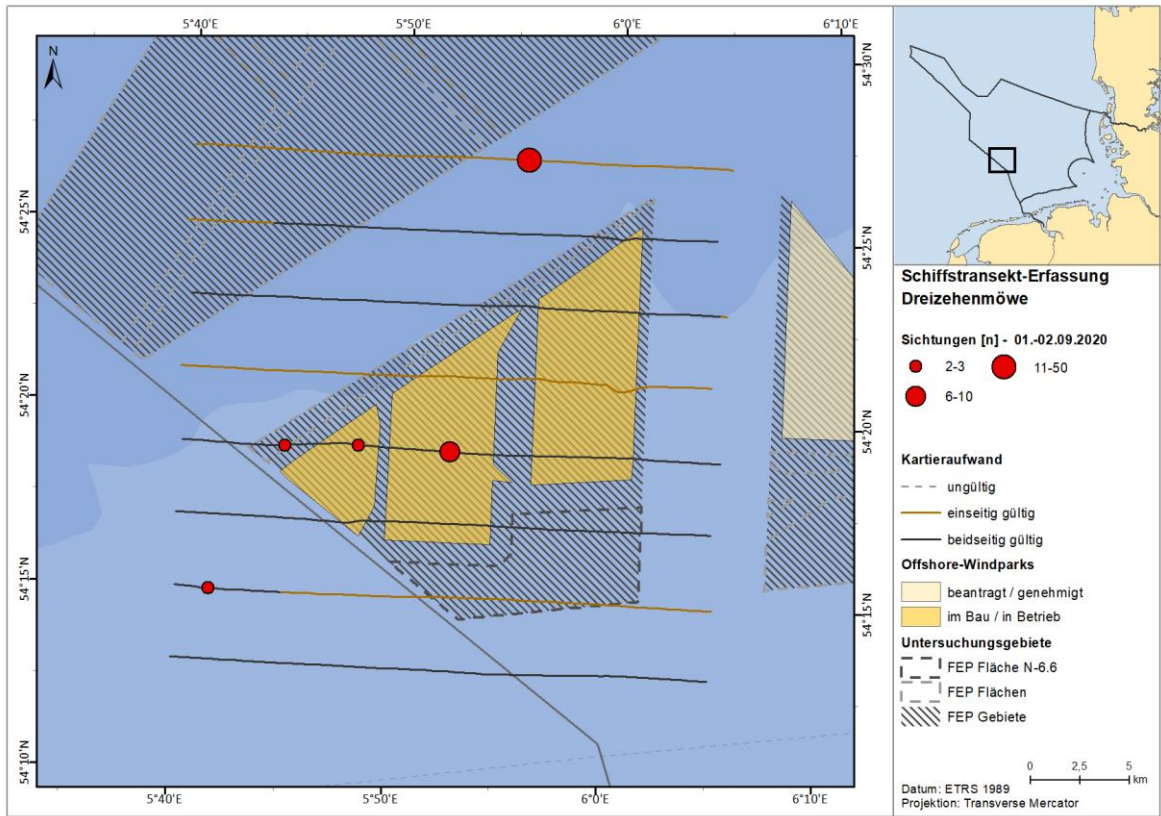 5°40'E
5°50'E
6°0'E
6°10'E
N
54°30'N
54°25'N
54°25'N
54°20'N
54°20'N
54°15'N
54°15'N
54°10'N
5°40'E
5°50'E
6°0'E
6°10'E
Schiffstransekt-Erfassung
Dreizehenmöwe
Sichtungen [n] - 01.-02.09.2020
2-3
11-50
6-10
Kartieraufwand
ungültig
einseitig gültig
beidseitig gültig
Offshore-Windparks
beantragt / genehmigt
im Bau / in Betrieb
Untersuchungsgebiete
FEP Fläche N-6.6
FEP Flächen
FEP Gebiete
0 2,5 5
km
Datum: ETRS 1989
Projektion: Transverse Mercator